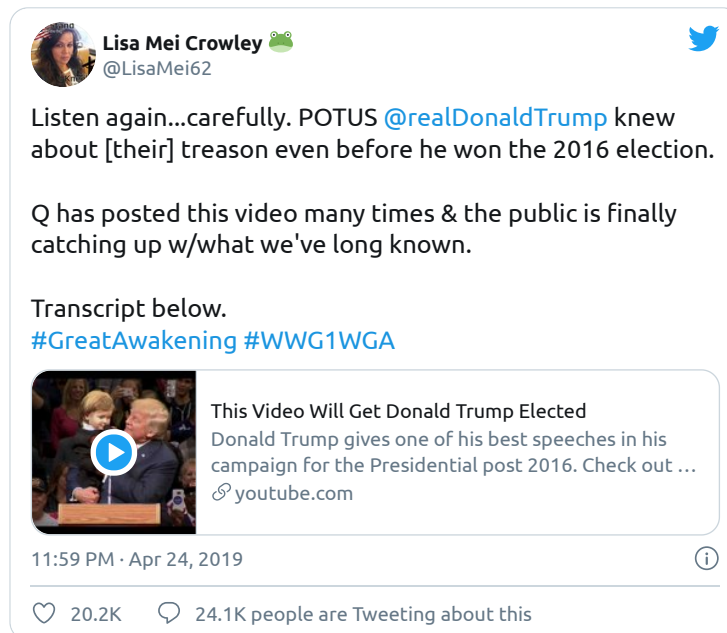 Lisa Mei Crowley 🐸
@LisaMei62
Listen again...carefully. POTUS @realDonaldTrump knew
about [their] treason even before he won the 2016 election.
Q has posted this video many times & the public is finally
catching up w/what we've long known.
Transcript below.
#GreatAwakening #WWG1WGA
This Video Will Get Donald Trump Elected
Donald Trump gives one of his best speeches in his
campaign for the Presidential post 2016. Check out ...
youtube.com
11:59 PM · Apr 24, 2019
20.2K 24.1K people are Tweeting about this